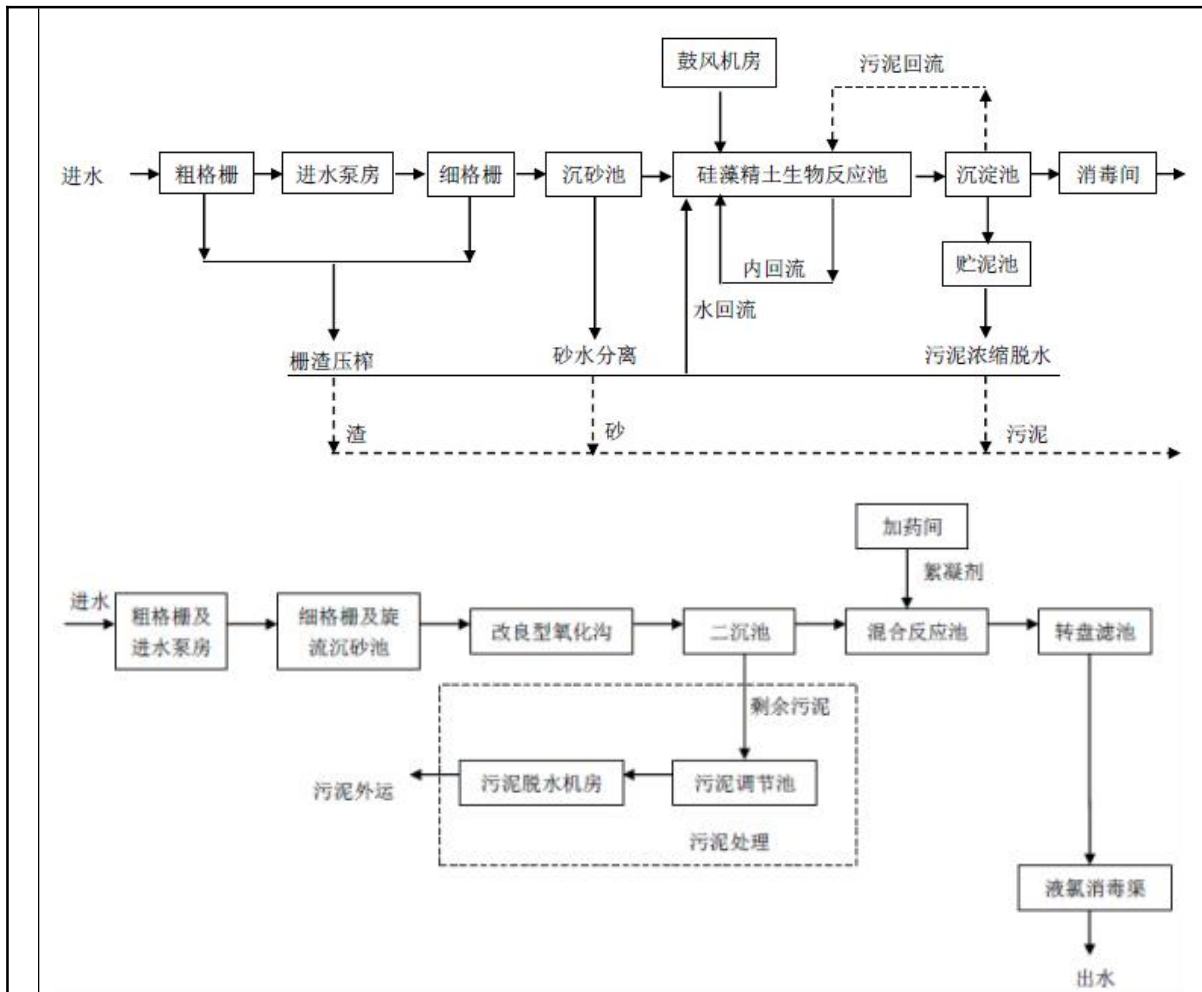 鼓风机房
污泥回流
进水
粗格栅
进水泵房
细格栅
沉砂池
硅藻精土生物反应池
沉淀池
消毒间
内回流
贮泥池
水回流
栅渣压榨
砂水分离
污泥浓缩脱水
渣
砂
污泥
加药间
絮凝剂
进水
粗格栅及
进水泵房
细格栅及旋
流沉砂池
改良型氧化沟
二沉池
混合反应池
转盘滤池
剩余污泥
污泥外运
污泥脱水机房
污泥调节池
污泥处理
液氯消毒渠
出水